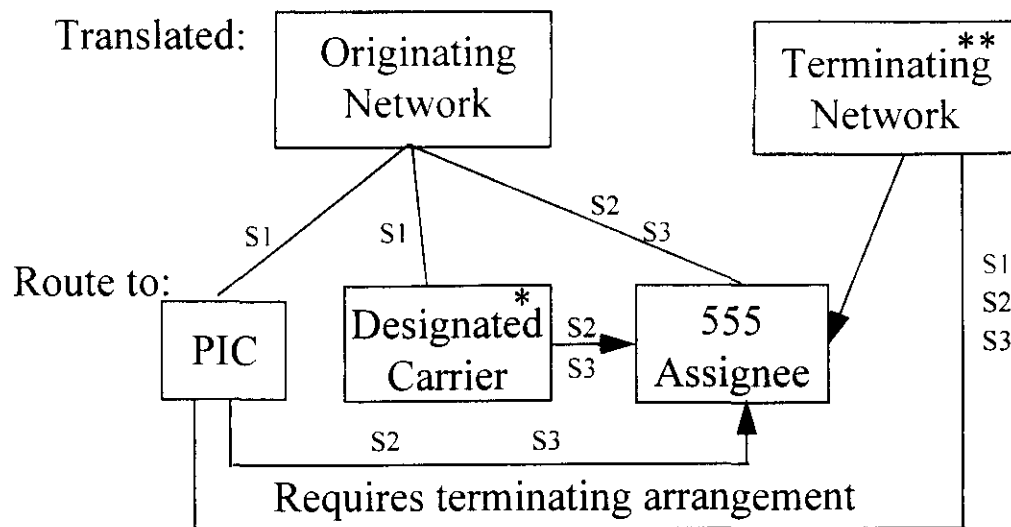 Translated:
Originating
Network
**
Terminating
Network
S1
S1
S2
S3
Route to:
PIC
*
Designated
Carrier
S2
S3
555
Assignee
S1
S2
S3
S2 S3
Requires terminating arrangement